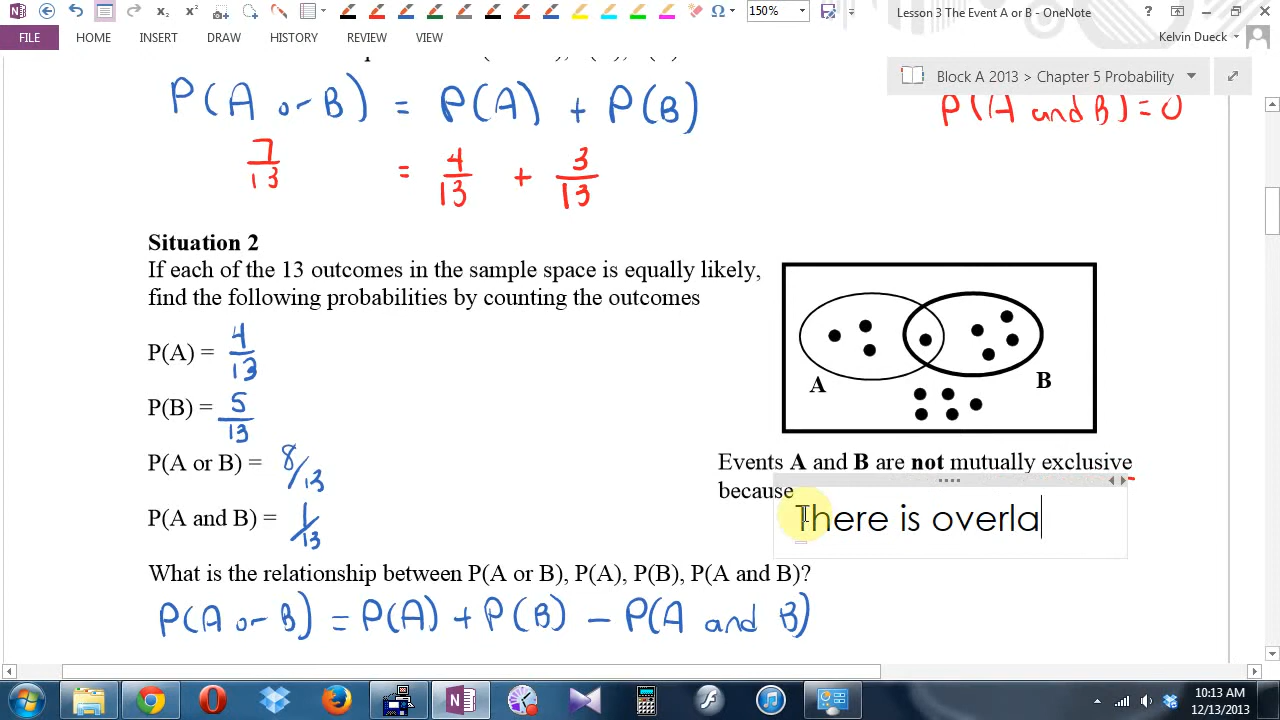 150%
Lesson 3 The Event A or B - OneNote
FILE HOME INSERT DRAW HISTORY REVIEW VIEW
Kelvin Dueck
Block A 2013 > Chapter 5 Probability
P(A or B) = P(A) + P(B)
P(A and B) = 0
7/13 = 4/13 + 3/13
Situation 2
If each of the 13 outcomes in the sample space is equally likely,
find the following probabilities by counting the outcomes
P(A) = 4/13
P(B) = 5/13
P(A or B) = 8/13
P(A and B) = 1/13
A
B
Events A and B are not mutually exclusive
because
There is overla
What is the relationship between P(A or B), P(A), P(B), P(A and B)?
P(A or B) = P(A) + P(B) - P(A and B)
10:13 AM
12/13/2013